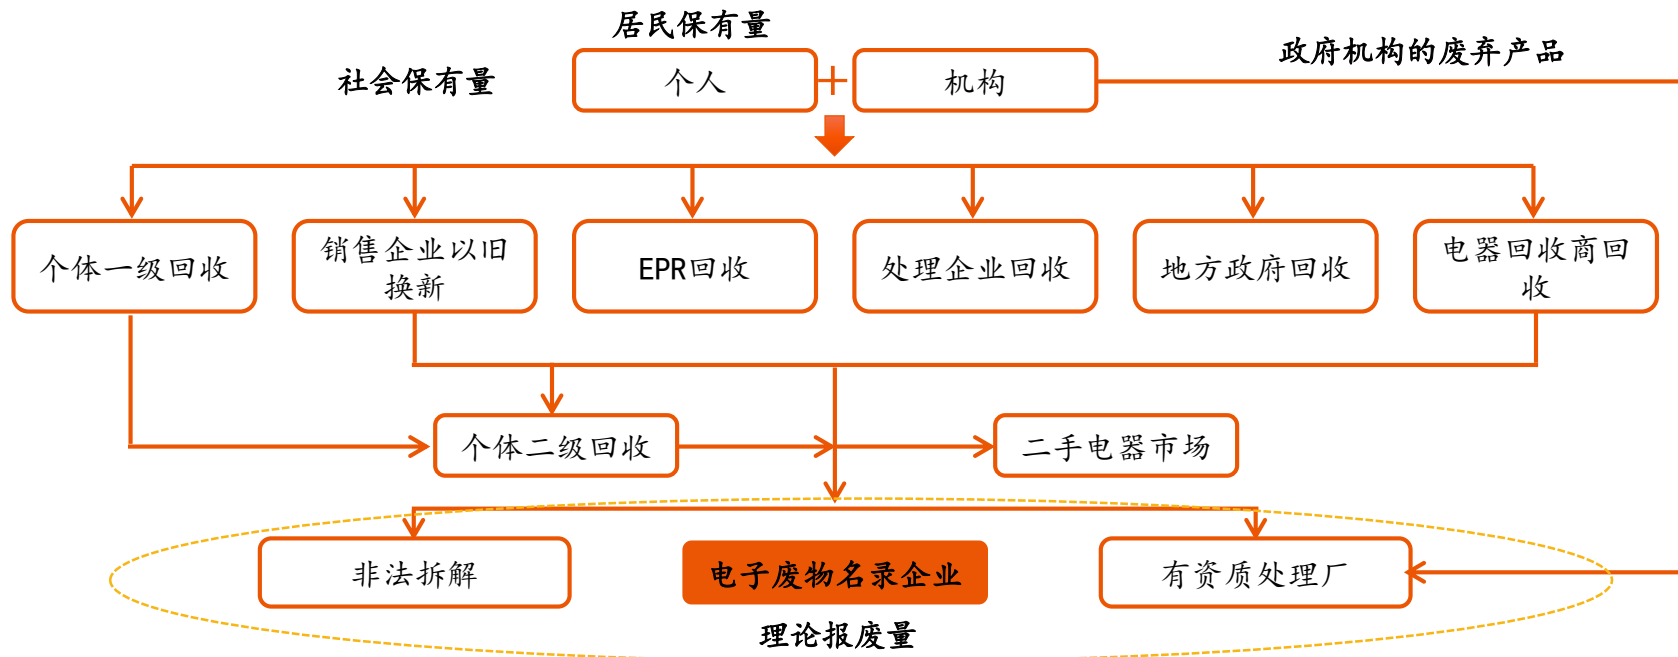 居民保有量
政府机构的废弃产品
社会保有量
个人
机构
个体一级回收
销售企业以旧
换新
EPR回收
处理企业回收
地方政府回收
电器回收商回
收
个体二级回收
二手电器市场
非法拆解
电子废物名录企业
有资质处理厂
理论报废量